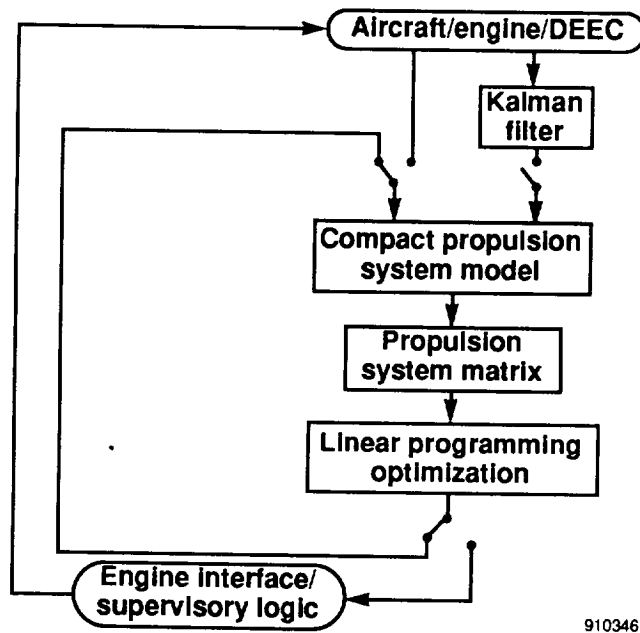 Aircraft/engine/DEEC
Kalman
filter
Compact propulsion
system model
Propulsion
system matrix
Linear programming
optimization
Engine interface/
supervisory logic
910346